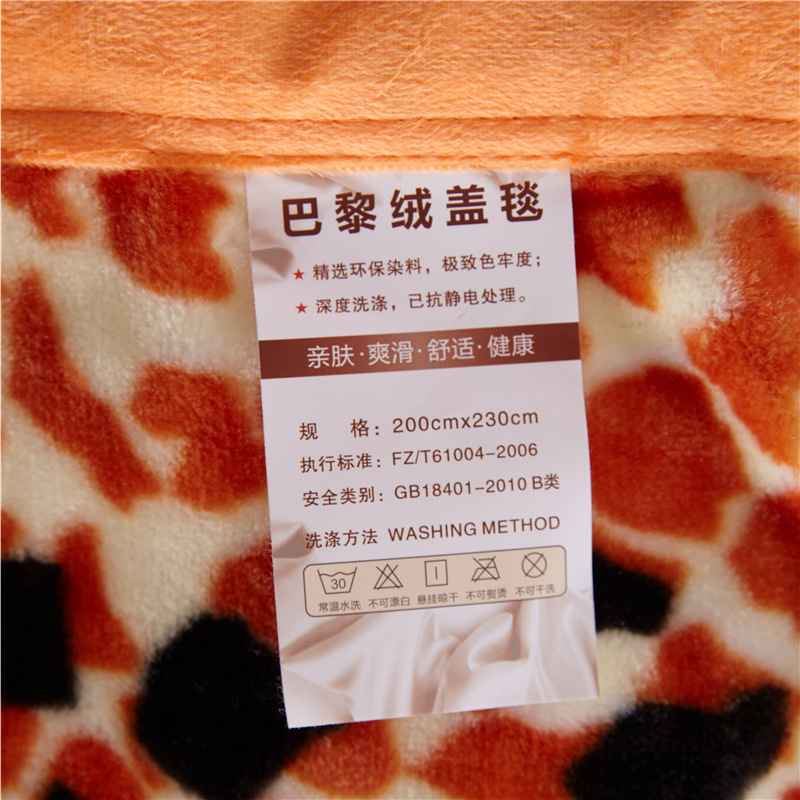 巴黎绒盖毯
★ 精选环保染料，极致色牢度；
★ 深度洗涤，已抗静电处理。
亲肤·爽滑·舒适·健康
规 格：200cmx230cm
执行标准：FZ/T61004-2006
安全类别：GB18401-2010 B类
洗涤方法 WASHING METHOD
30
常温水洗 不可漂白 悬挂晾干 不可熨烫 不可干洗